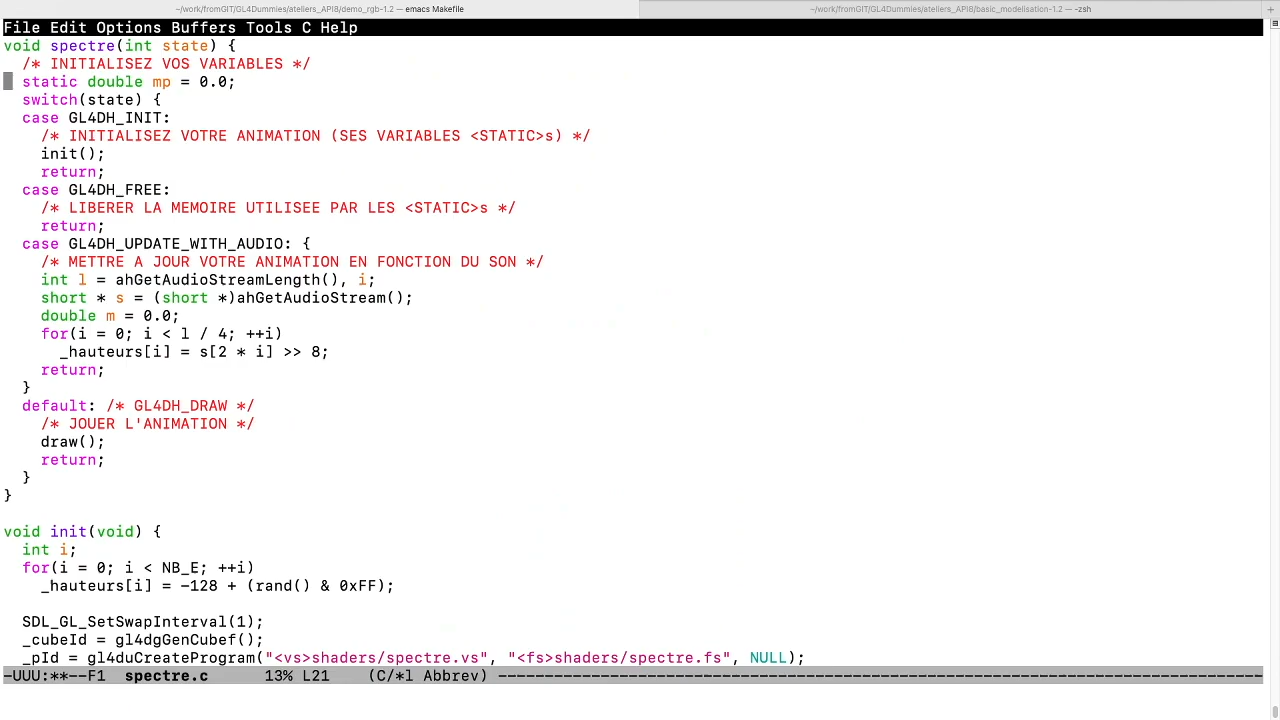 ~/work/fromGIT/GL4Dummies/ateliers_API8/demo_rgb-1.2 — emacs Makefile
~/work/fromGIT/GL4Dummies/ateliers_API8/basic_modelisation-1.2 — -zsh
File Edit Options Buffers Tools C Help
void spectre(int state) {
  /* INITIALISEZ VOS VARIABLES */
  static double mp = 0.0;
  switch(state) {
  case GL4DH_INIT:
    /* INITIALISEZ VOTRE ANIMATION (SES VARIABLES <STATIC>s) */
    init();
    return;
  case GL4DH_FREE:
    /* LIBERER LA MEMOIRE UTILISEE PAR LES <STATIC>s */
    return;
  case GL4DH_UPDATE_WITH_AUDIO: {
    /* METTRE A JOUR VOTRE ANIMATION EN FONCTION DU SON */
    int l = ahGetAudioStreamLength(), i;
    short * s = (short *)ahGetAudioStream();
    double m = 0.0;
    for(i = 0; i < l / 4; ++i)
      _hauteurs[i] = s[2 * i] >> 8;
    return;
  }
  default: /* GL4DH_DRAW */
    /* JOUER L'ANIMATION */
    draw();
    return;
  }
}
void init(void) {
  int i;
  for(i = 0; i < NB_E; ++i)
    _hauteurs[i] = -128 + (rand() & 0xFF);
  SDL_GL_SetSwapInterval(1);
  _cubeId = gl4dgGenCubef();
  _pId = gl4duCreateProgram("<vs>shaders/spectre.vs", "<fs>shaders/spectre.fs", NULL);
-UUU:**--F1  spectre.c      13% L21     (C/*l Abbrev) ------------------------------------------------------------------------------------